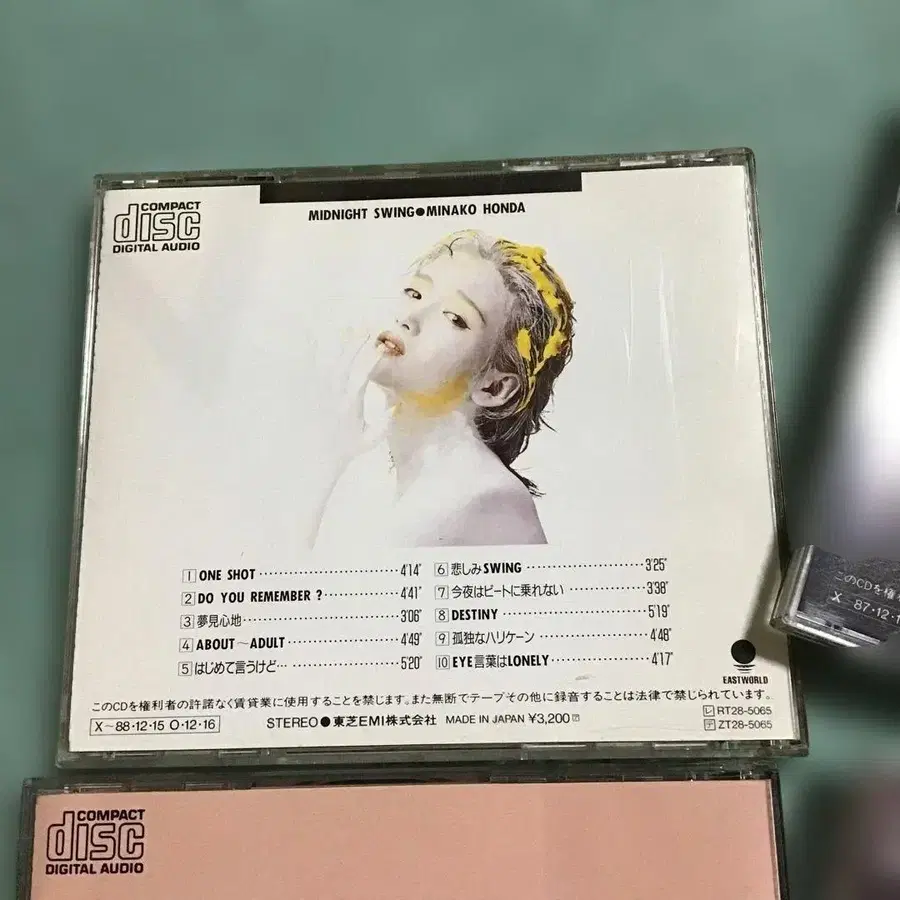 COMPACT
disc
DIGITAL AUDIO
MIDNIGHT SWING●MINAKO HONDA
1 ONE SHOT 4'14"
2 DO YOU REMEMBER ? 4'41"
3 夢見心地 3'06"
4 ABOUT〜ADULT 4'49"
5 はじめて言うけど… 5'20"
6 悲しみSWING 3'25"
7 今夜はビートに乗れない 3'38"
8 DESTINY 5'19"
9 孤独なハリケーン 4'48"
10 EYE言葉はLONELY 4'17"
EASTWORLD
このCDを権利者の許諾なく賃貸業に使用することを禁じます。また無断でテープその他に録音することは法律で禁じられています。
X〜88・12・15 O・12・16
STEREO●東芝EMI株式会社 MADE IN JAPAN ¥3,200
レ RT28-5065
テ ZT28-5065
このCDを権利
X〜87・12・1
COMPACT
disc
DIGITAL AUDIO